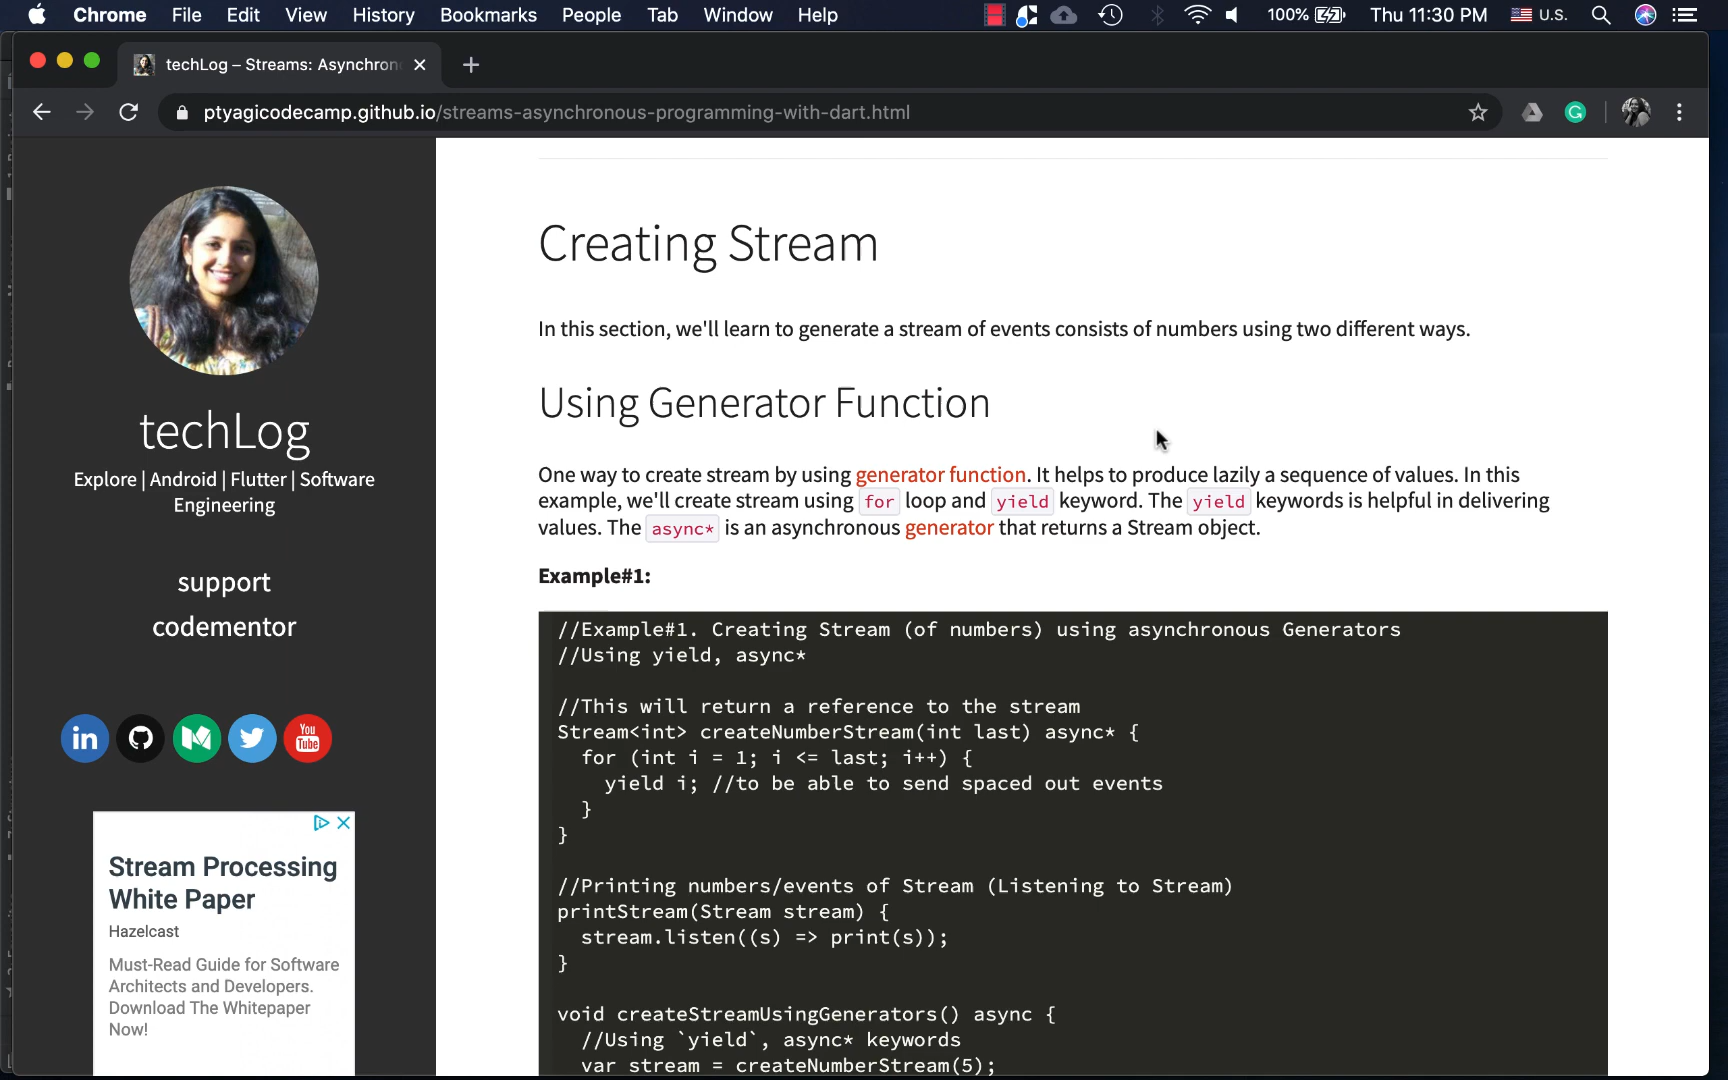 Chrome File Edit View History Bookmarks People Tab Window Help 100% Thu 11:30 PM U.S.
techLog – Streams: Asynchron
ptyagicodecamp.github.io/streams-asynchronous-programming-with-dart.html
techLog
Explore | Android | Flutter | Software
Engineering
support
codementor
in
You
Tube
Stream Processing
White Paper
Hazelcast
Must-Read Guide for Software
Architects and Developers.
Download The Whitepaper
Now!
Creating Stream
In this section, we'll learn to generate a stream of events consists of numbers using two different ways.
Using Generator Function
One way to create stream by using generator function. It helps to produce lazily a sequence of values. In this
example, we'll create stream using for loop and yield keyword. The yield keywords is helpful in delivering
values. The async* is an asynchronous generator that returns a Stream object.
Example#1:
//Example#1. Creating Stream (of numbers) using asynchronous Generators
//Using yield, async*
//This will return a reference to the stream
Stream<int> createNumberStream(int last) async* {
for (int i = 1; i <= last; i++) {
yield i; //to be able to send spaced out events
}
}
//Printing numbers/events of Stream (Listening to Stream)
printStream(Stream stream) {
stream.listen((s) => print(s));
}
void createStreamUsingGenerators() async {
//Using `yield`, async* keywords
var stream = createNumberStream(5);